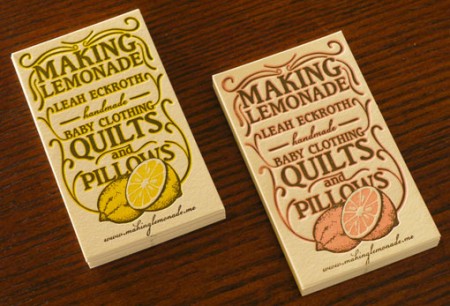 MAKING
LEMONADE
LEAH ECKROTH
handmade
BABY CLOTHING
QUILTS
and
PILLOWS
www.makinglemonade.me
MAKING
LEMONADE
LEAH ECKROTH
handmade
BABY CLOTHING
QUILTS
and
PILLOWS
www.makinglemonade.me